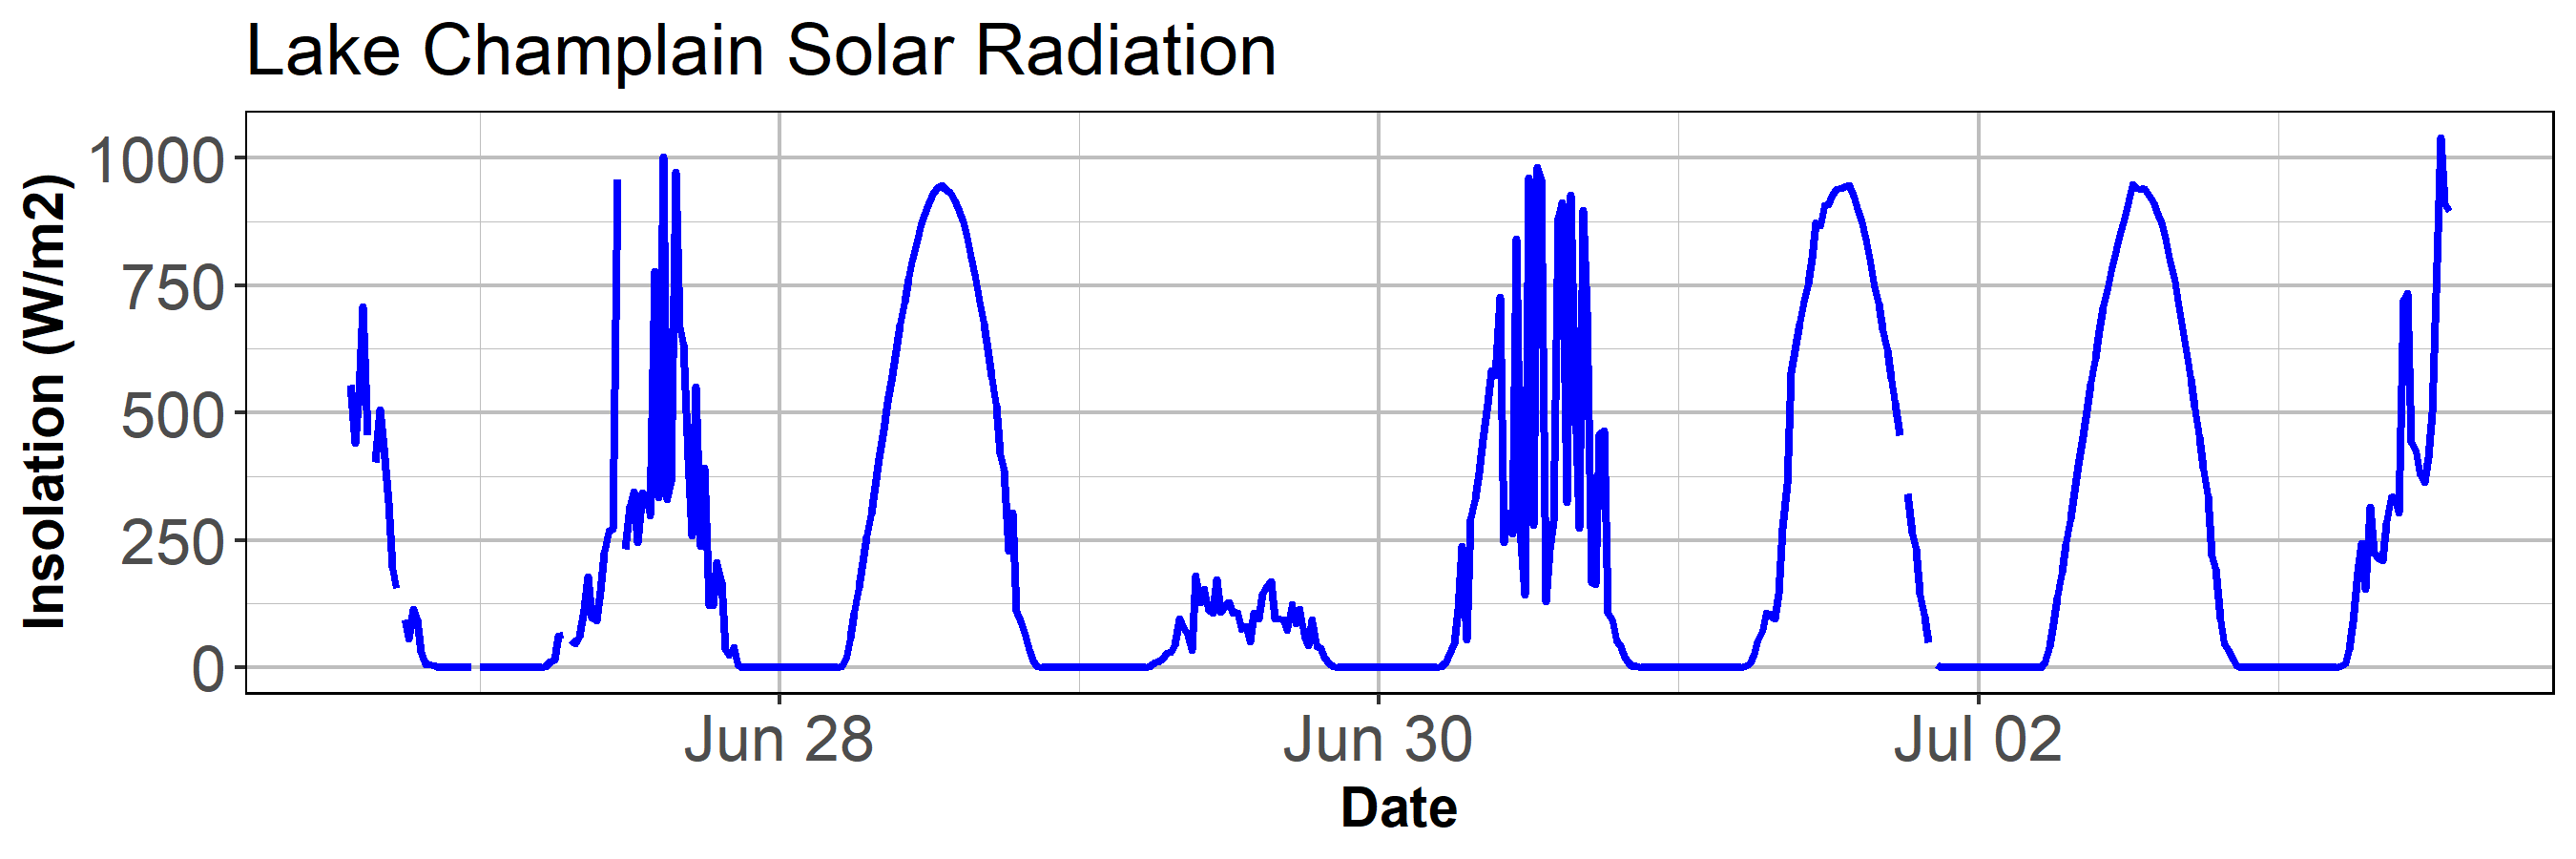 Lake Champlain Solar Radiation
Insolation (W/m2)
1000
750
500
250
0
Jun 28
Jun 30
Jul 02
Date